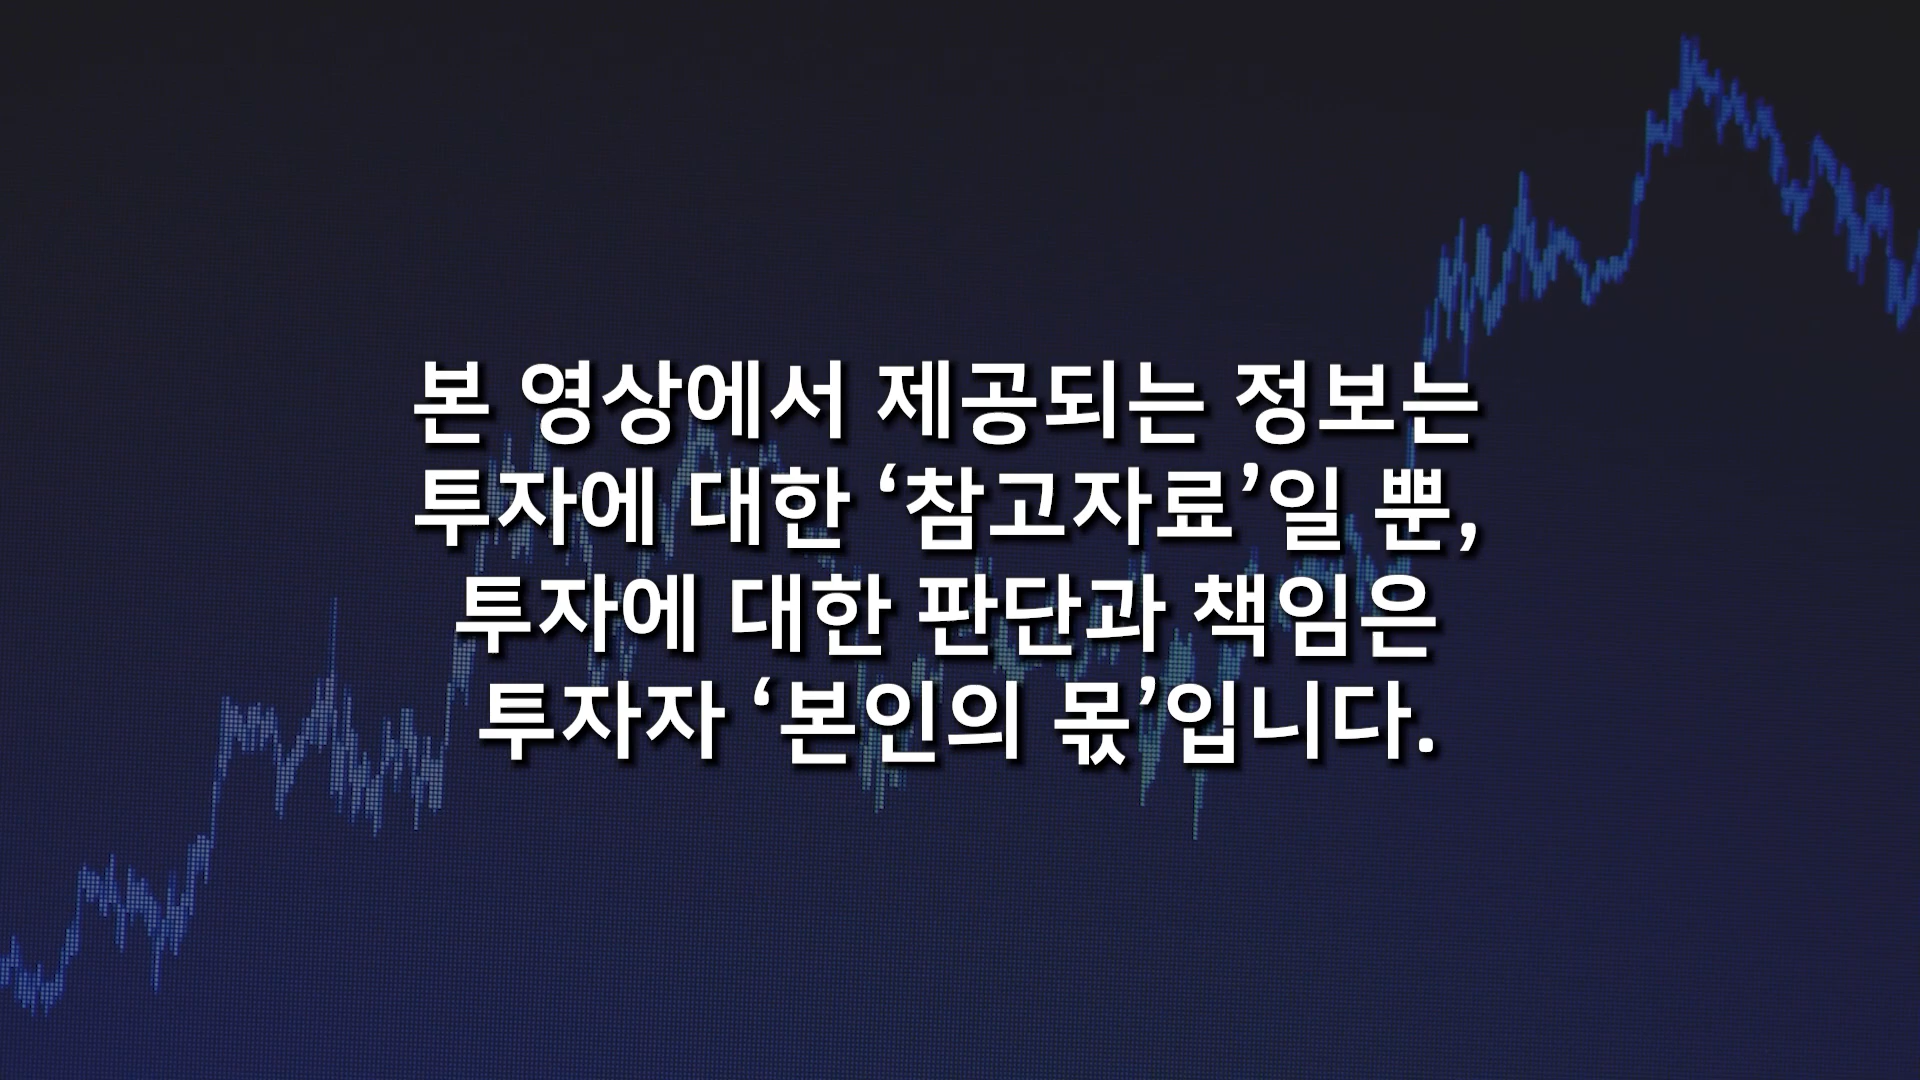 본 영상에서 제공되는 정보는
투자에 대한 ‘참고자료’일 뿐,
투자에 대한 판단과 책임은
투자자 ‘본인의 몫’입니다.